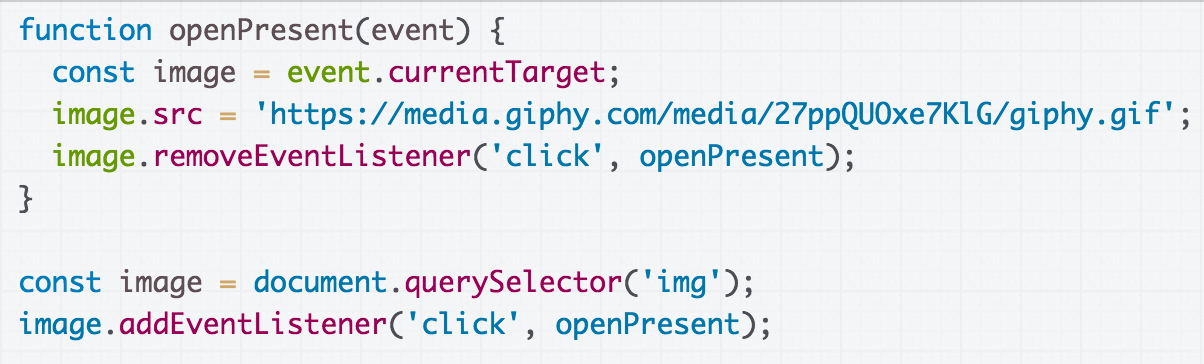 function openPresent(event) {
  const image = event.currentTarget;
  image.src = 'https://media.giphy.com/media/27ppQUOxe7KlG/giphy.gif';
  image.removeEventListener('click', openPresent);
}

const image = document.querySelector('img');
image.addEventListener('click', openPresent);